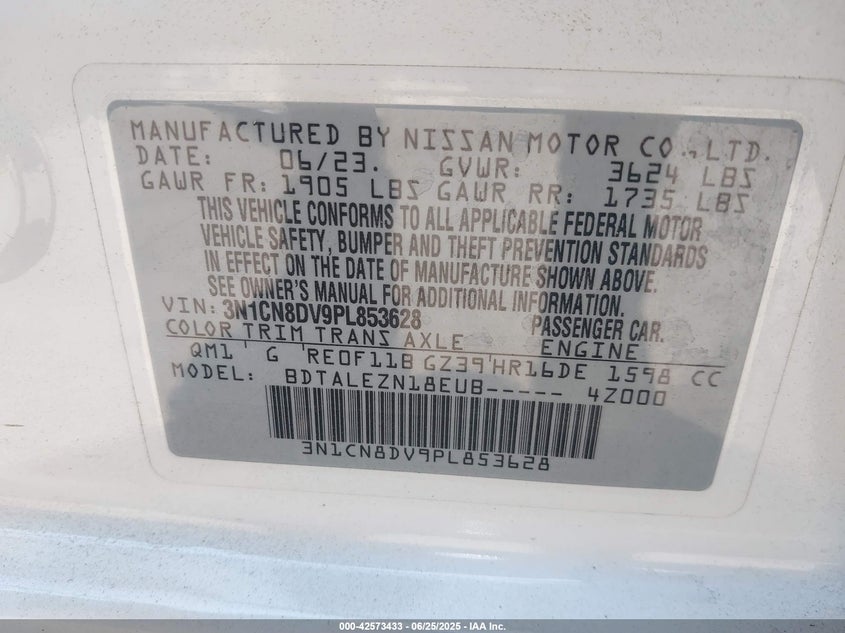 MANUFACTURED BY NISSAN MOTOR CO., LTD.
DATE: 06/23. GVWR: 3624 LBS
GAWR FR: 1905 LBS GAWR RR: 1735 LBS
THIS VEHICLE CONFORMS TO ALL APPLICABLE FEDERAL MOTOR
VEHICLE SAFETY, BUMPER AND THEFT PREVENTION STANDARDS
IN EFFECT ON THE DATE OF MANUFACTURE SHOWN ABOVE.
SEE OWNER'S MANUAL FOR ADDITIONAL INFORMATION.
VIN: 3N1CN8DV9PL853628 PASSENGER CAR.
COLOR TRIM TRANS AXLE ENGINE
QM1 ' G 'RE0F11B GZ39'HR16DE 1598 CC
MODEL: BDTALEZN18EUB----- 4Z000
3N1CN8DV9PL853628
000-42573433 - 06/25/2025 - IAA Inc.